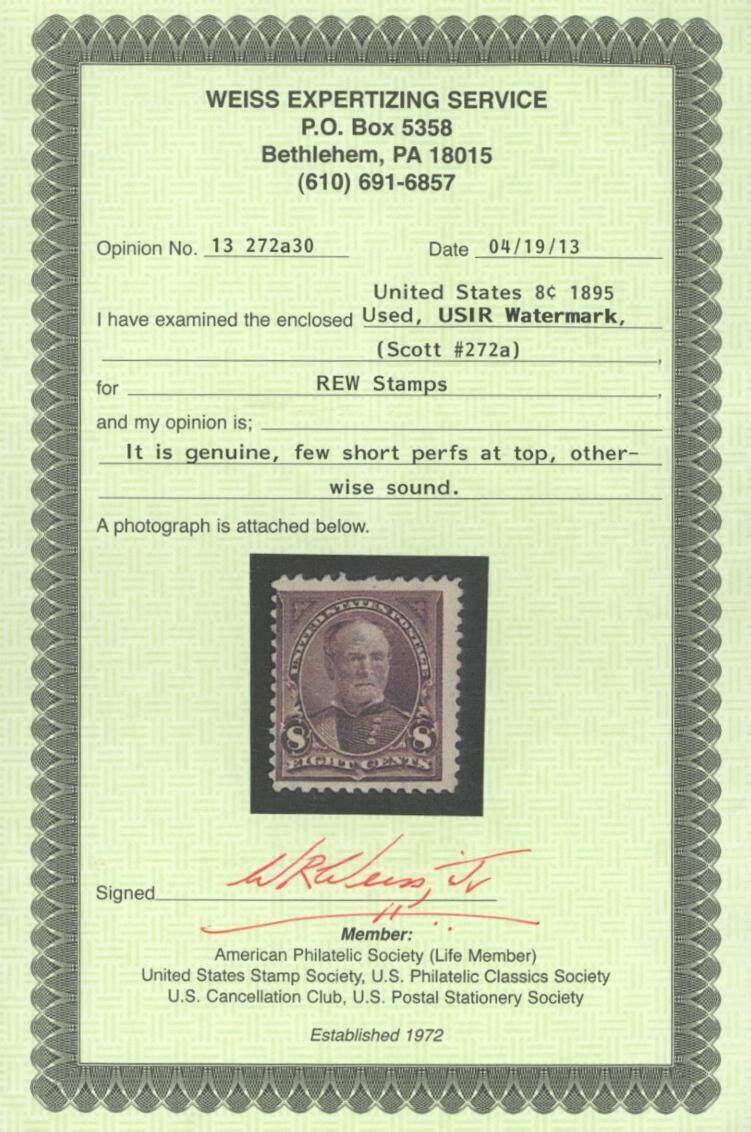 WEISS EXPERTIZING SERVICE
P.O. Box 5358
Bethlehem, PA 18015
(610) 691-6857
Opinion No. 13 272a30 Date 04/19/13
United States 8¢ 1895
I have examined the enclosed Used, USIR Watermark,
(Scott #272a),
for REW Stamps,
and my opinion is;
It is genuine, few short perfs at top, other-
wise sound.
A photograph is attached below.
UNITED STATES POSTAGE
8 8
EIGHT CENTS
Signed W R Weiss, Jr
Member:
American Philatelic Society (Life Member)
United States Stamp Society, U.S. Philatelic Classics Society
U.S. Cancellation Club, U.S. Postal Stationery Society
Established 1972